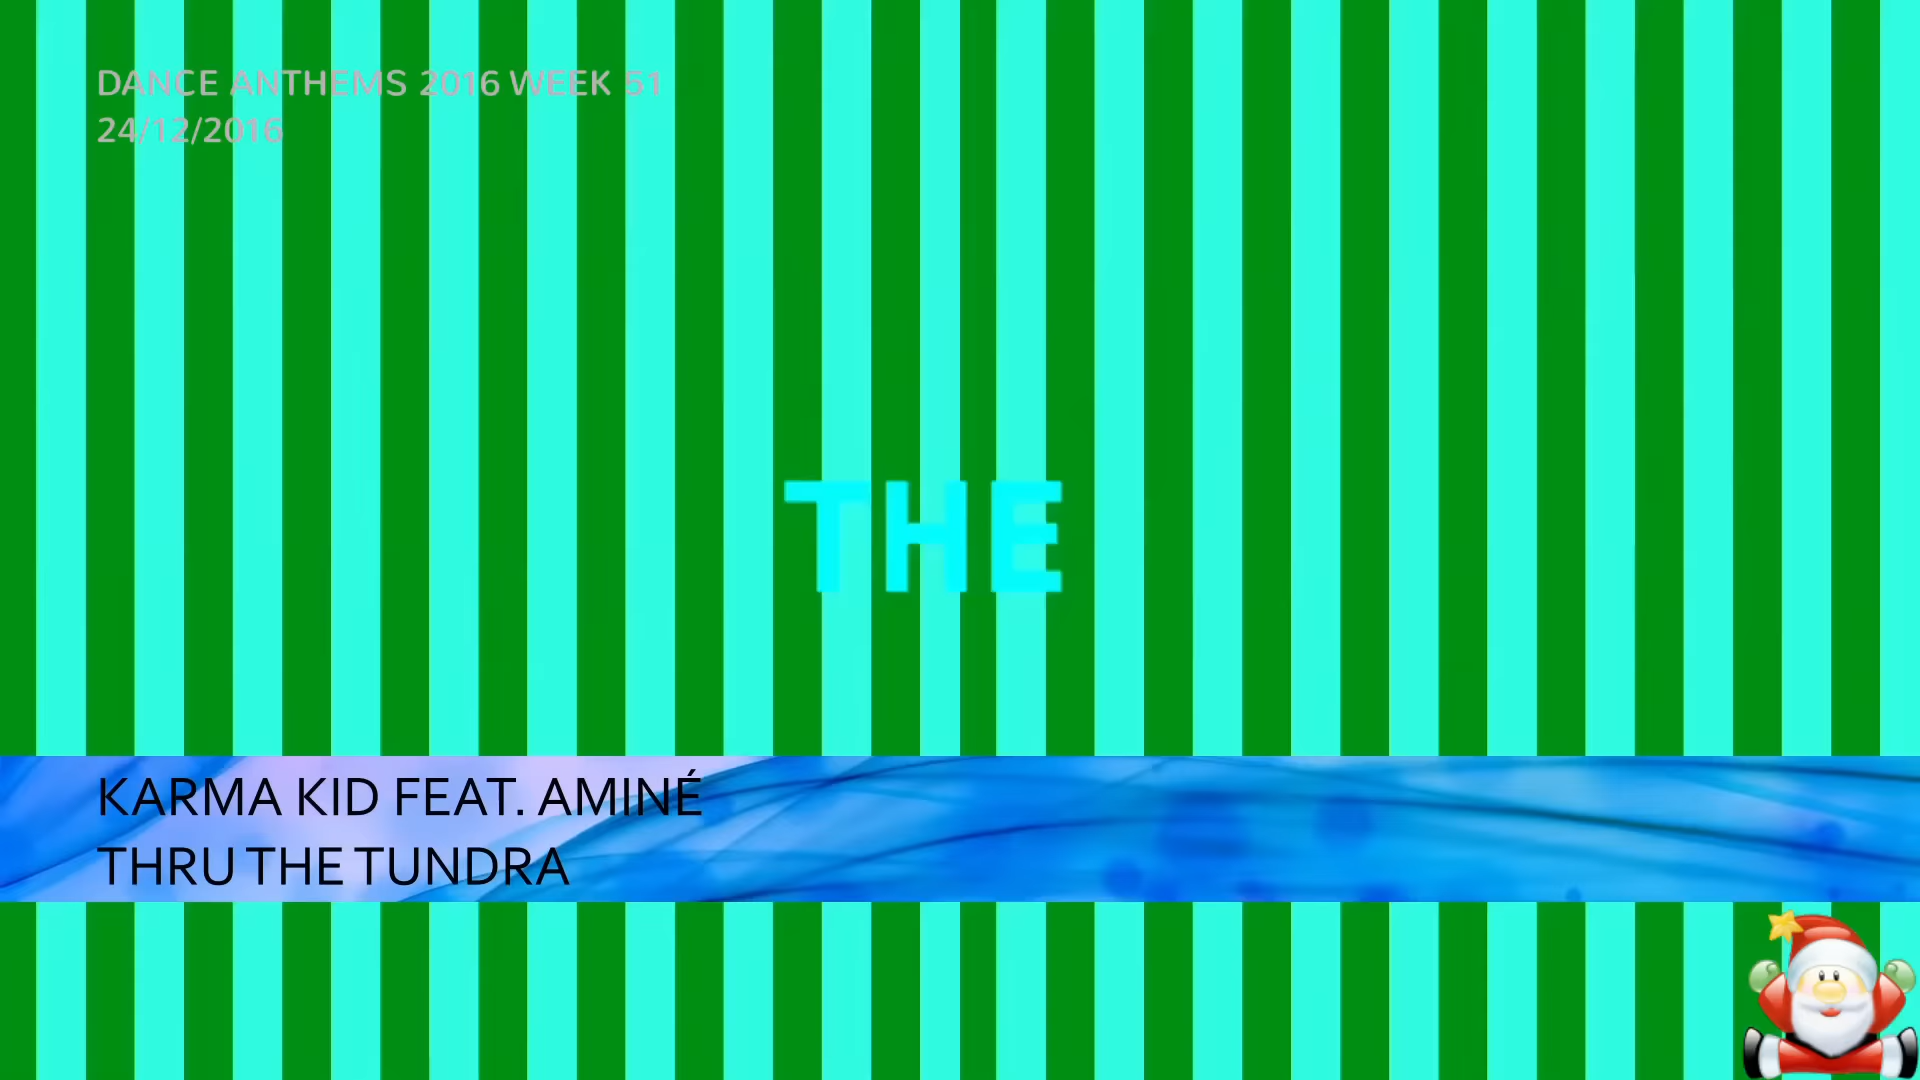 DANCE ANTHEMS 2016 WEEK 51
24/12/2016
THE
KARMA KID FEAT. AMINÉ
THRU THE TUNDRA